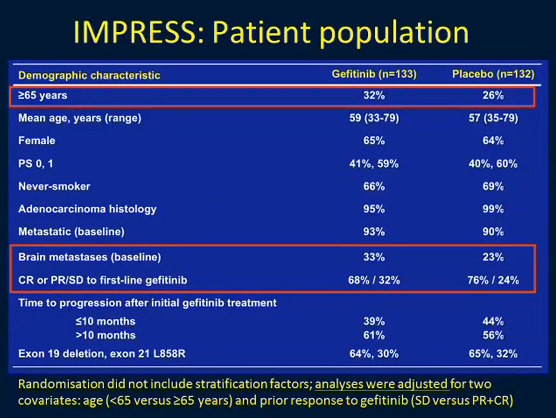 IMPRESS: Patient population
Demographic characteristic Gefitinib (n=133) Placebo (n=132)
≥65 years 32% 26%
Mean age, years (range) 59 (33-79) 57 (35-79)
Female 65% 64%
PS 0, 1 41%, 59% 40%, 60%
Never-smoker 66% 69%
Adenocarcinoma histology 95% 99%
Metastatic (baseline) 93% 90%
Brain metastases (baseline) 33% 23%
CR or PR/SD to first-line gefitinib 68% / 32% 76% / 24%
Time to progression after initial gefitinib treatment
≤10 months 39% 44%
>10 months 61% 56%
Exon 19 deletion, exon 21 L858R 64%, 30% 65%, 32%
Randomisation did not include stratification factors; analyses were adjusted for two
covariates: age (<65 versus ≥65 years) and prior response to gefitinib (SD versus PR+CR)